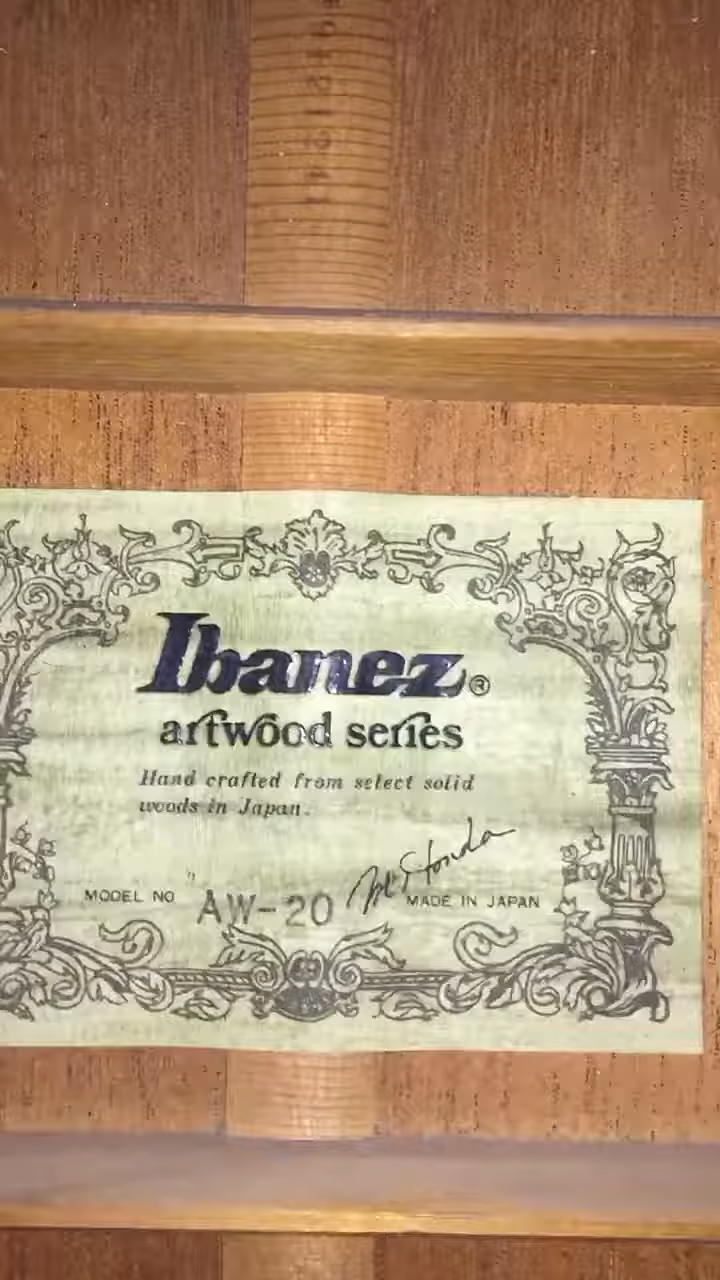 Ibanez®
artwood series
Hand crafted from select solid
woods in Japan.
MODEL NO AW-20 MADE IN JAPAN